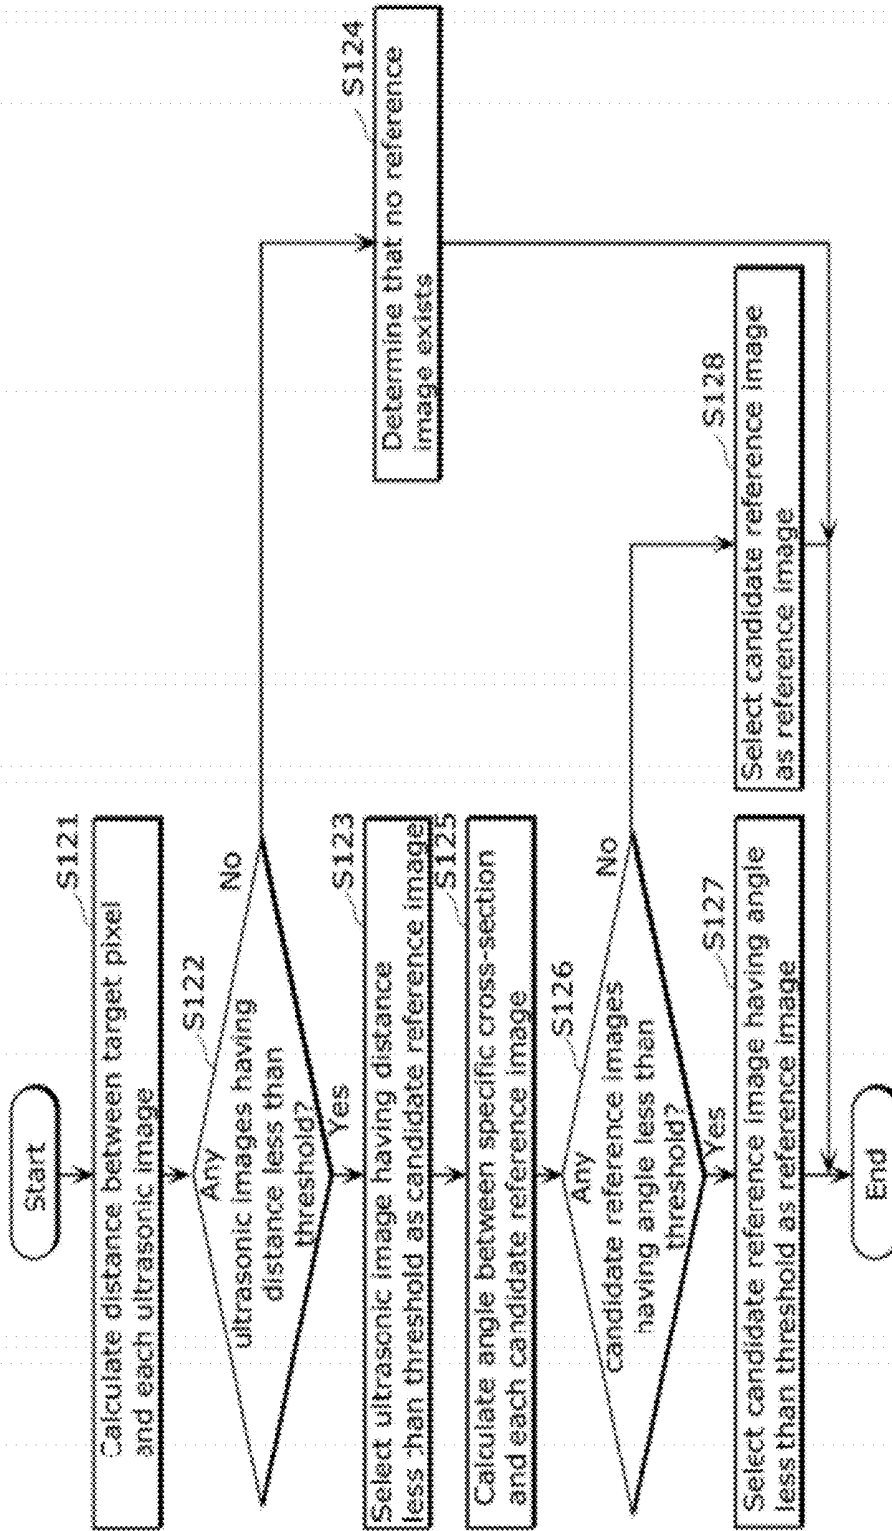 Start
S121
Calculate distance between target pixel
and each ultrasonic image
S122
Any
ultrasonic images having
distance less than
threshold?
No
Yes
S123
Select ultrasonic image having distance
less than threshold as candidate reference image
S124
Determine that no reference
image exists
S125
Calculate angle between specific cross-section
and each candidate reference image
S126
Any
candidate reference images
having angle less than
threshold?
No
Yes
S127
Select candidate reference image having angle
less than threshold as reference image
S128
Select candidate reference image
as reference image
End